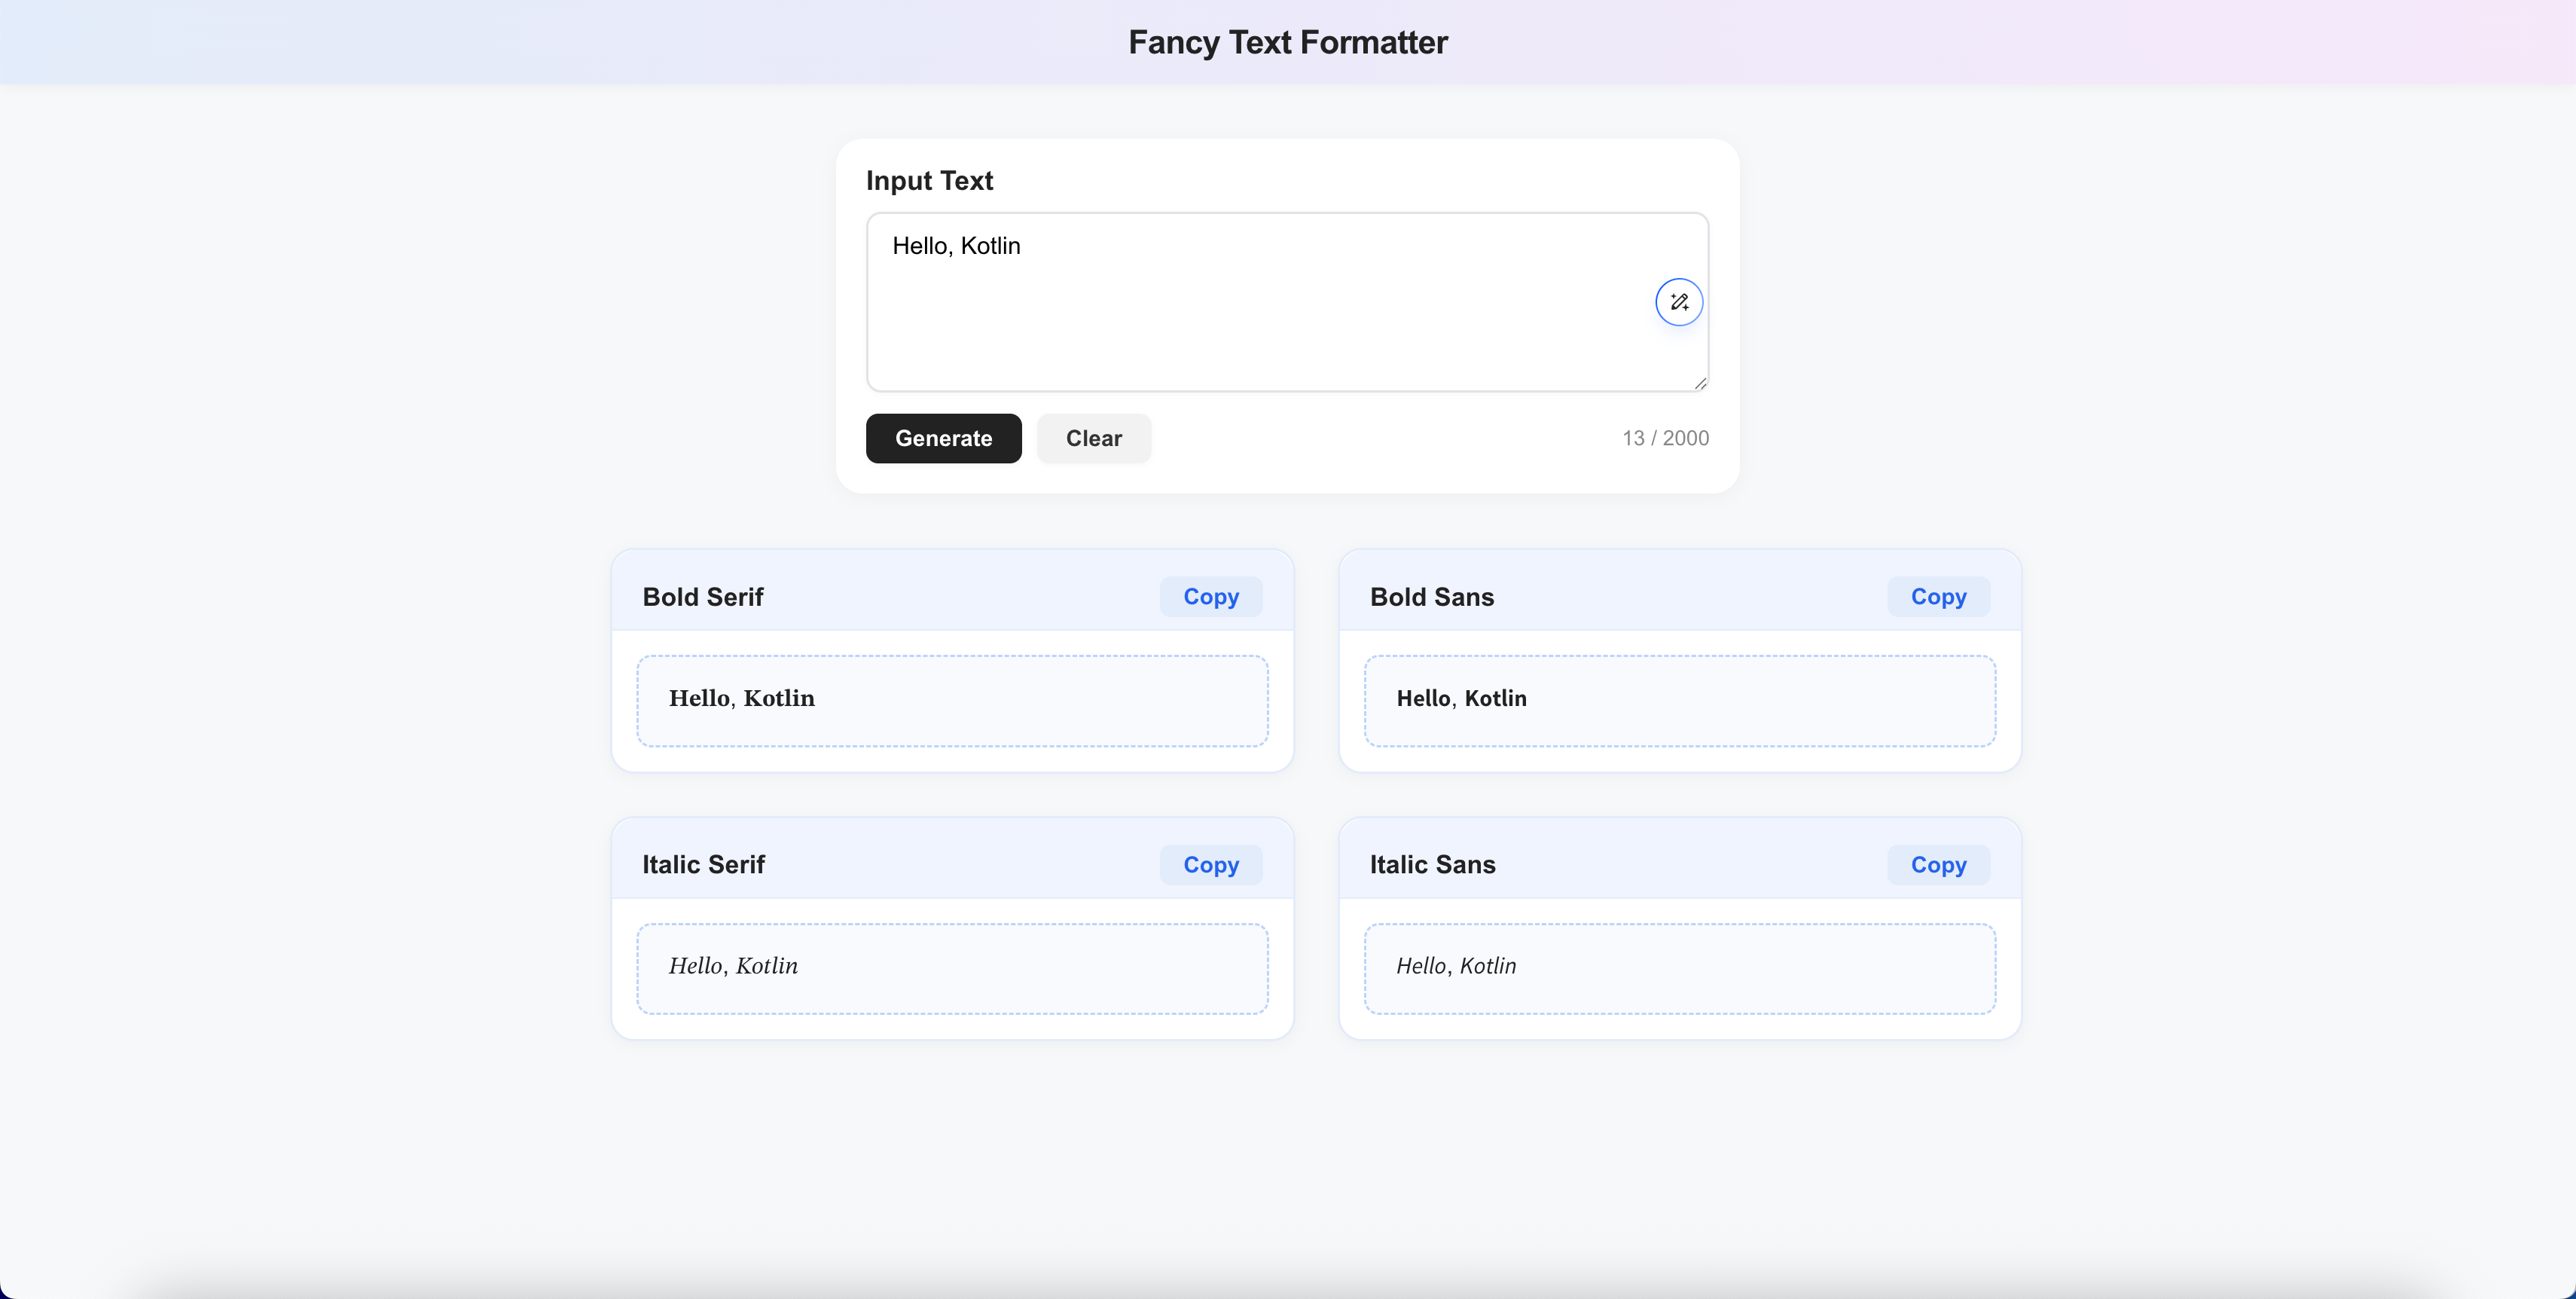 Fancy Text Formatter
Input Text
Hello, Kotlin
Generate Clear 13 / 2000
Bold Serif Copy
Hello, Kotlin
Bold Sans Copy
Hello, Kotlin
Italic Serif Copy
Hello, Kotlin
Italic Sans Copy
Hello, Kotlin